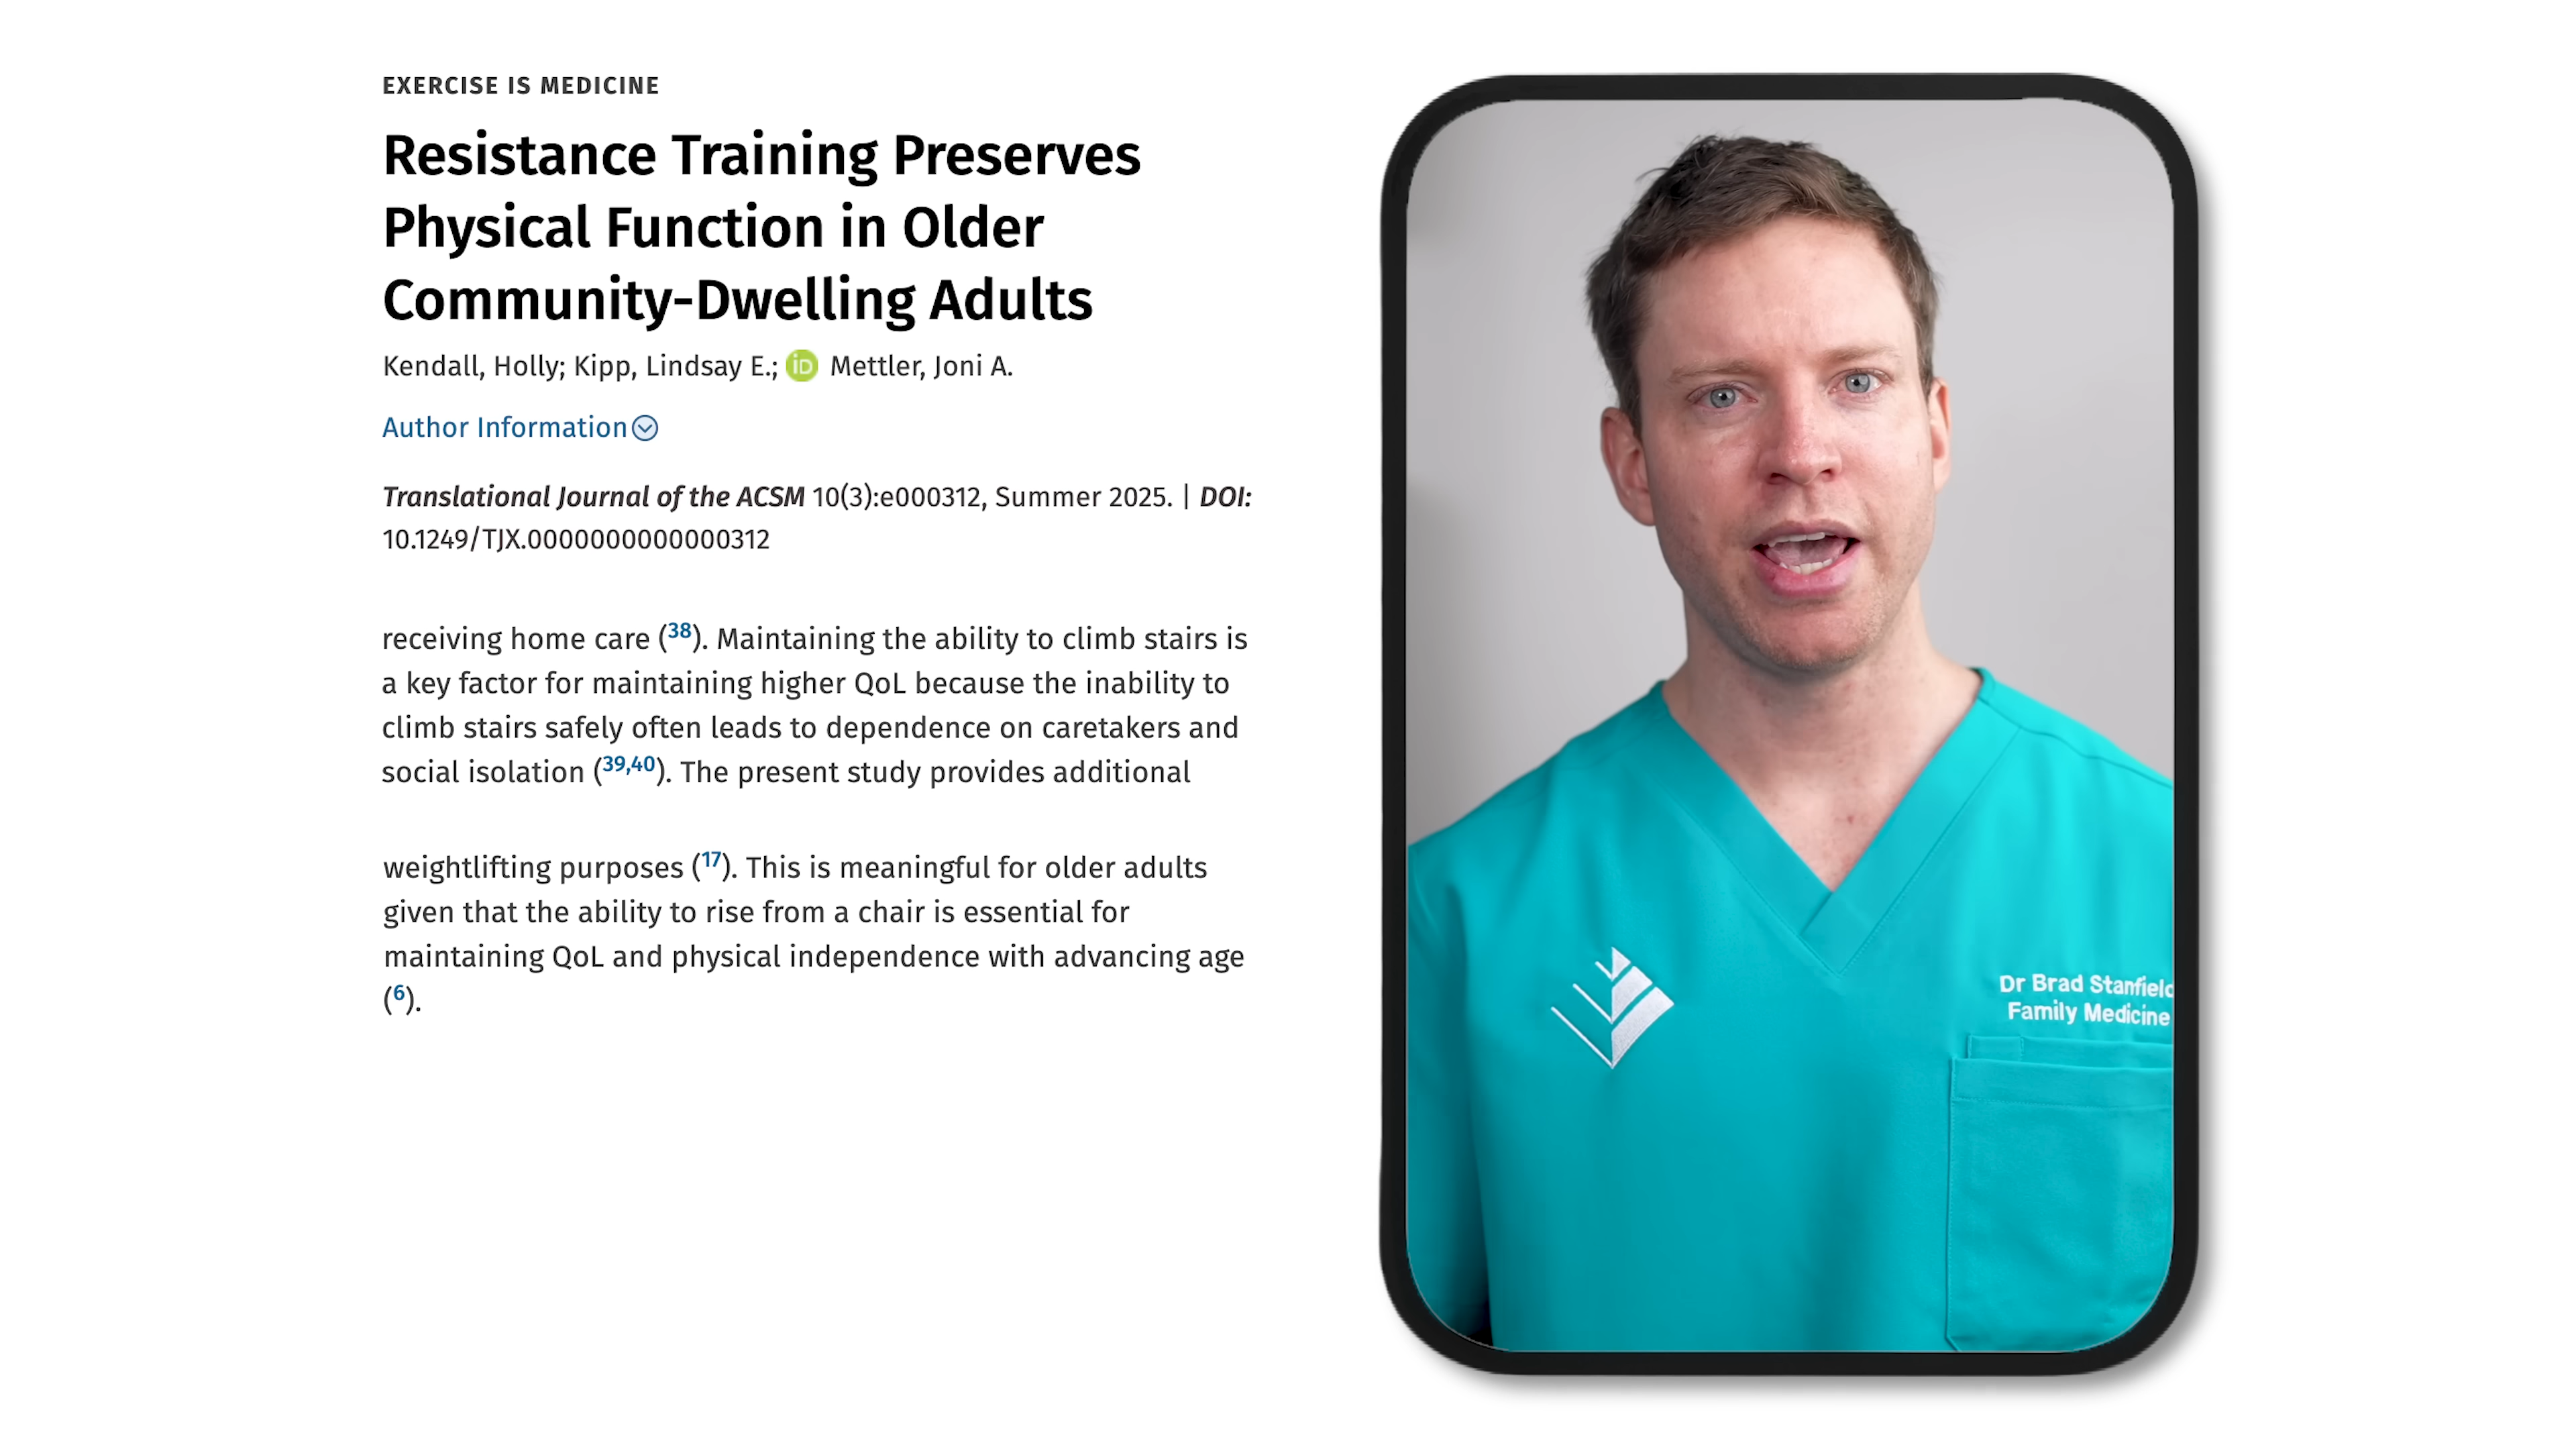 EXERCISE IS MEDICINE
Resistance Training Preserves
Physical Function in Older
Community-Dwelling Adults
Kendall, Holly; Kipp, Lindsay E.; iD Mettler, Joni A.
Author Information
Translational Journal of the ACSM 10(3):e000312, Summer 2025. | DOI:
10.1249/TJX.0000000000000312
receiving home care (38). Maintaining the ability to climb stairs is
a key factor for maintaining higher QoL because the inability to
climb stairs safely often leads to dependence on caretakers and
social isolation (39,40). The present study provides additional
weightlifting purposes (17). This is meaningful for older adults
given that the ability to rise from a chair is essential for
maintaining QoL and physical independence with advancing age
(6).
Dr Brad Stanfield
Family Medicine